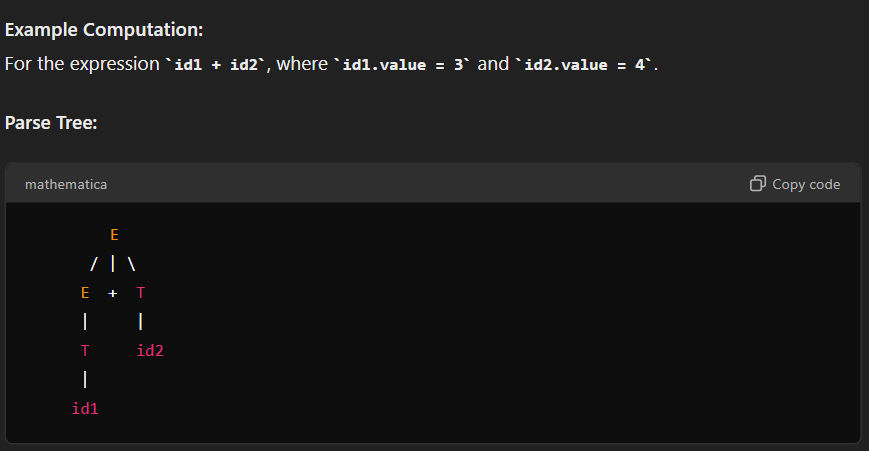 Example Computation:
For the expression `id1 + id2`, where `id1.value = 3` and `id2.value = 4`.
Parse Tree:
mathematica Copy code
E
/ | \
E + T
| |
T id2
|
id1